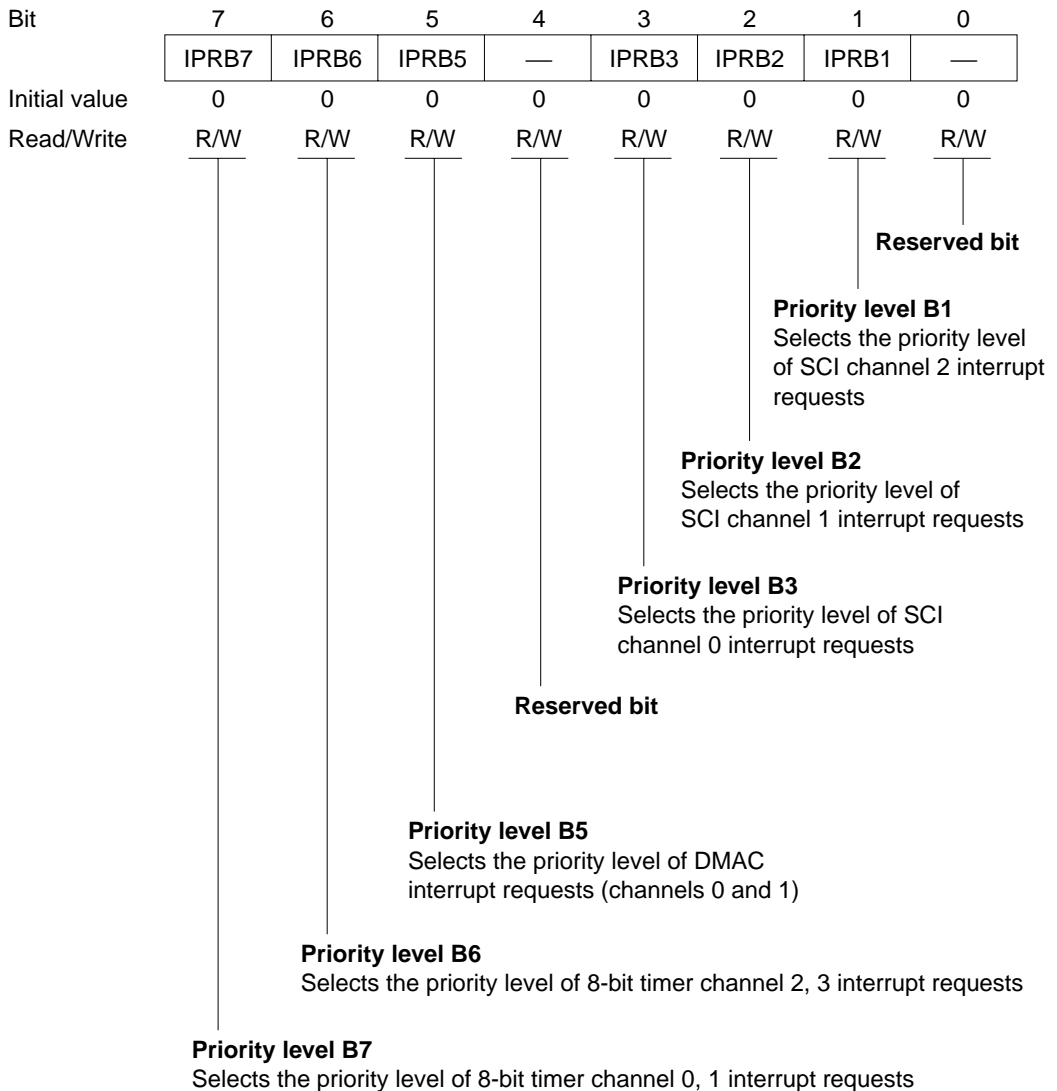 Bit 7 6 5 4 3 2 1 0
IPRB7 IPRB6 IPRB5 — IPRB3 IPRB2 IPRB1 —
Initial value 0 0 0 0 0 0 0 0
Read/Write R/W R/W R/W R/W R/W R/W R/W R/W
Reserved bit
Priority level B1
Selects the priority level
of SCI channel 2 interrupt
requests
Priority level B2
Selects the priority level of
SCI channel 1 interrupt requests
Priority level B3
Selects the priority level of SCI
channel 0 interrupt requests
Reserved bit
Priority level B5
Selects the priority level of DMAC
interrupt requests (channels 0 and 1)
Priority level B6
Selects the priority level of 8-bit timer channel 2, 3 interrupt requests
Priority level B7
Selects the priority level of 8-bit timer channel 0, 1 interrupt requests